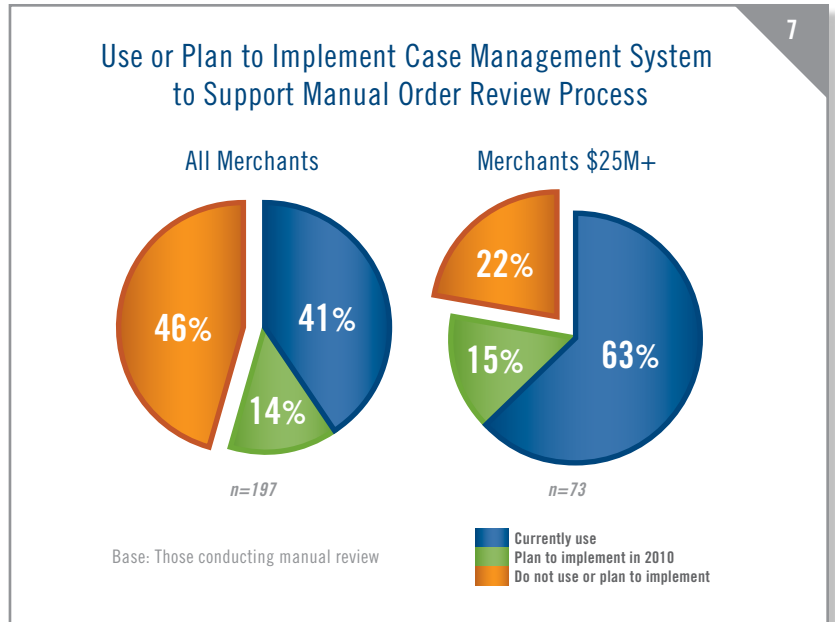 7
Use or Plan to Implement Case Management System
to Support Manual Order Review Process
All Merchants
46%
41%
14%
n=197
Merchants $25M+
22%
15%
63%
n=73
Base: Those conducting manual review
Currently use
Plan to implement in 2010
Do not use or plan to implement